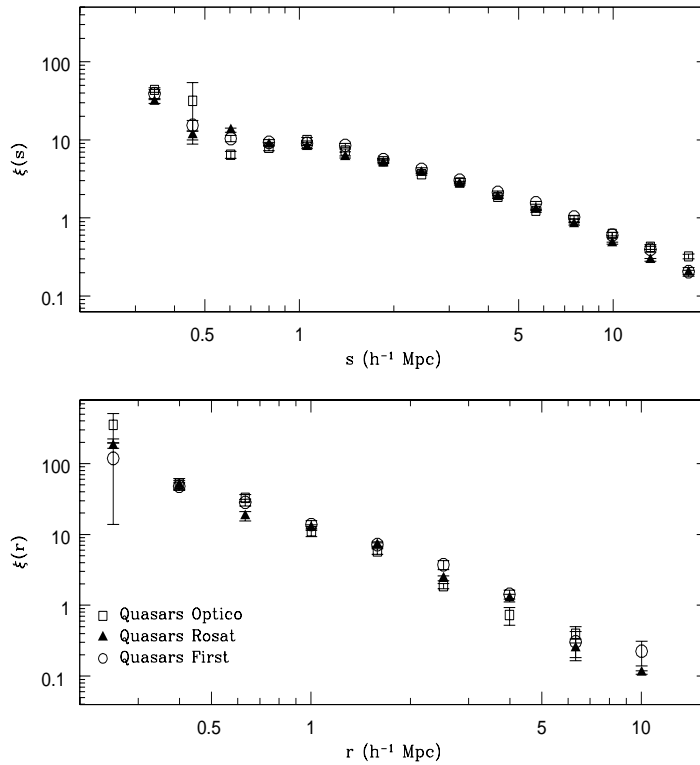 100
10
1
0.1
ξ(s)
0.5 1 5 10
s (h⁻¹ Mpc)
100
10
1
0.1
ξ(r)
Quasars Optico
Quasars Rosat
Quasars First
0.5 1 5 10
r (h⁻¹ Mpc)